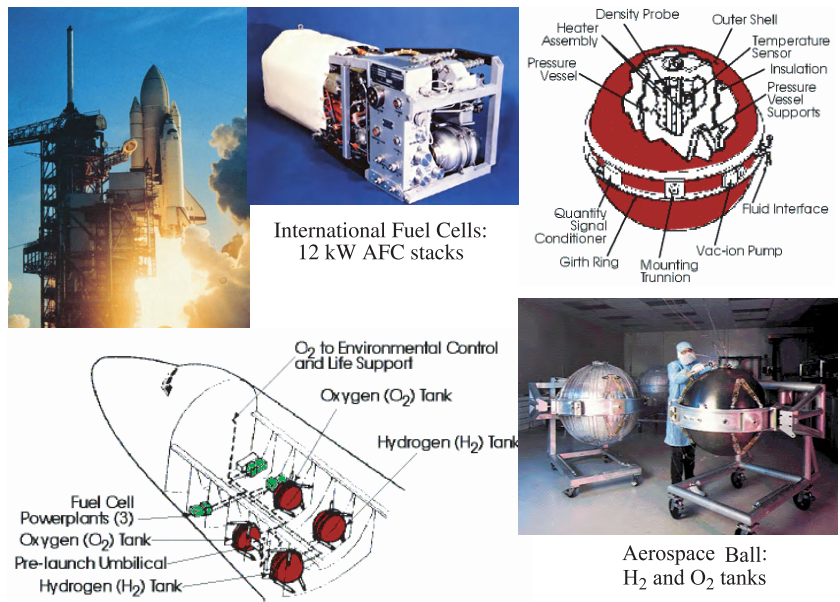 International Fuel Cells:
12 kW AFC stacks
Density Probe
Heater
Assembly
Pressure
Vessel
Outer Shell
Temperature
Sensor
Insulation
Pressure
Vessel
Supports
Fluid Interface
Vac-ion Pump
Mounting
Trunnion
Girth Ring
Quantity
Signal
Conditioner
O₂ to Environmental Control
and Life Support
Oxygen (O₂) Tank
Hydrogen (H₂) Tank
Fuel Cell
Powerplants (3)
Oxygen (O₂) Tank
Pre-launch Umbilical
Hydrogen (H₂) Tank
Aerospace Ball:
H₂ and O₂ tanks